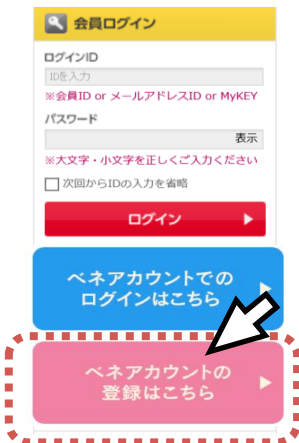 会員ログイン
ログインID
IDを入力
※会員ID or メールアドレスID or MyKEY
パスワード
表示
※大文字・小文字を正しくご入力ください
次回からIDの入力を省略
ログイン
ベネアカウントでの
ログインはこちら
ベネアカウントの
登録はこちら